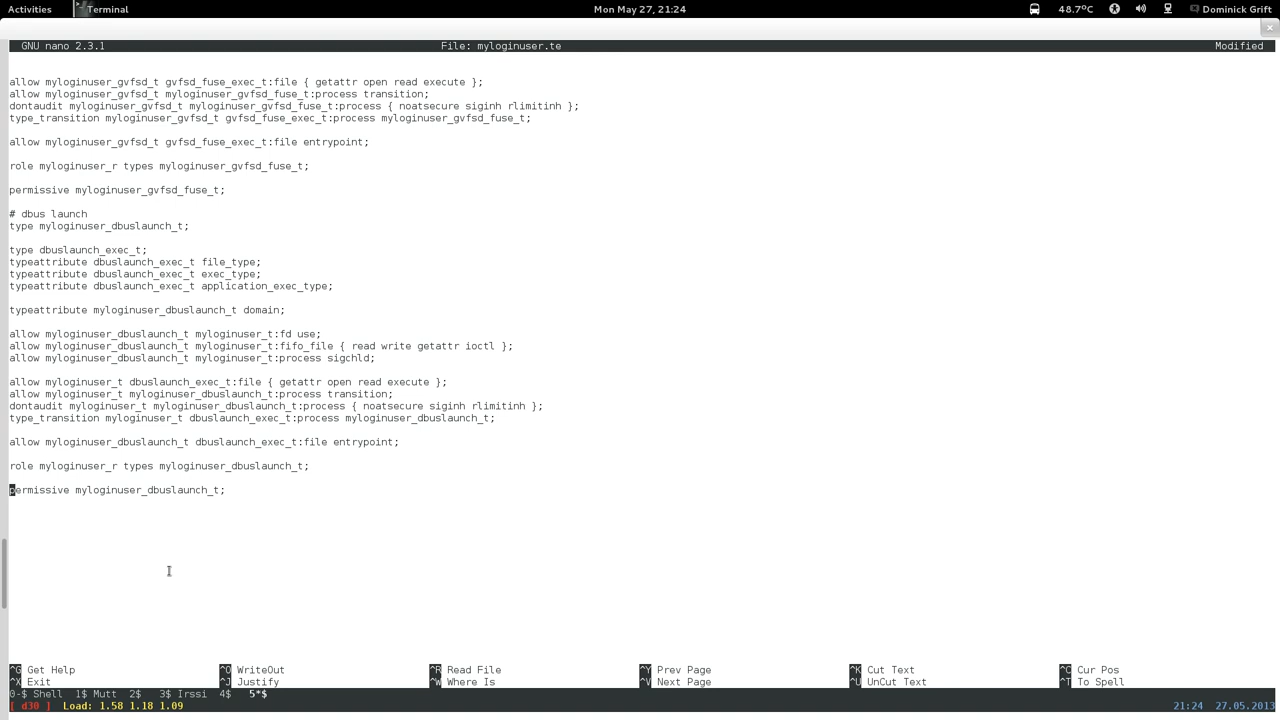 Activities Terminal Mon May 27, 21:24 48.7°C Dominick Grift
GNU nano 2.3.1 File: myloginuser.te Modified
allow myloginuser_gvfsd_t gvfsd_fuse_exec_t:file { getattr open read execute };
allow myloginuser_gvfsd_t myloginuser_gvfsd_fuse_t:process transition;
dontaudit myloginuser_gvfsd_t myloginuser_gvfsd_fuse_t:process { noatsecure siginh rlimitinh };
type_transition myloginuser_gvfsd_t gvfsd_fuse_exec_t:process myloginuser_gvfsd_fuse_t;
allow myloginuser_gvfsd_t gvfsd_fuse_exec_t:file entrypoint;
role myloginuser_r types myloginuser_gvfsd_fuse_t;
permissive myloginuser_gvfsd_fuse_t;
# dbus launch
type myloginuser_dbuslaunch_t;
type dbuslaunch_exec_t;
typeattribute dbuslaunch_exec_t file_type;
typeattribute dbuslaunch_exec_t exec_type;
typeattribute dbuslaunch_exec_t application_exec_type;
typeattribute myloginuser_dbuslaunch_t domain;
allow myloginuser_dbuslaunch_t myloginuser_t:fd use;
allow myloginuser_dbuslaunch_t myloginuser_t:fifo_file { read write getattr ioctl };
allow myloginuser_dbuslaunch_t myloginuser_t:process sigchld;
allow myloginuser_t dbuslaunch_exec_t:file { getattr open read execute };
allow myloginuser_t myloginuser_dbuslaunch_t:process transition;
dontaudit myloginuser_t myloginuser_dbuslaunch_t:process { noatsecure siginh rlimitinh };
type_transition myloginuser_t dbuslaunch_exec_t:process myloginuser_dbuslaunch_t;
allow myloginuser_dbuslaunch_t dbuslaunch_exec_t:file entrypoint;
role myloginuser_r types myloginuser_dbuslaunch_t;
permissive myloginuser_dbuslaunch_t;
^G Get Help ^O WriteOut ^R Read File ^Y Prev Page ^K Cut Text ^C Cur Pos
^X Exit ^J Justify ^W Where Is ^V Next Page ^U UnCut Text ^T To Spell
0-$ Shell 1$ Mutt 2$ 3$ Irssi 4$ 5*$
[ d30 ] Load: 1.58 1.18 1.09 21:24 27.05.2013